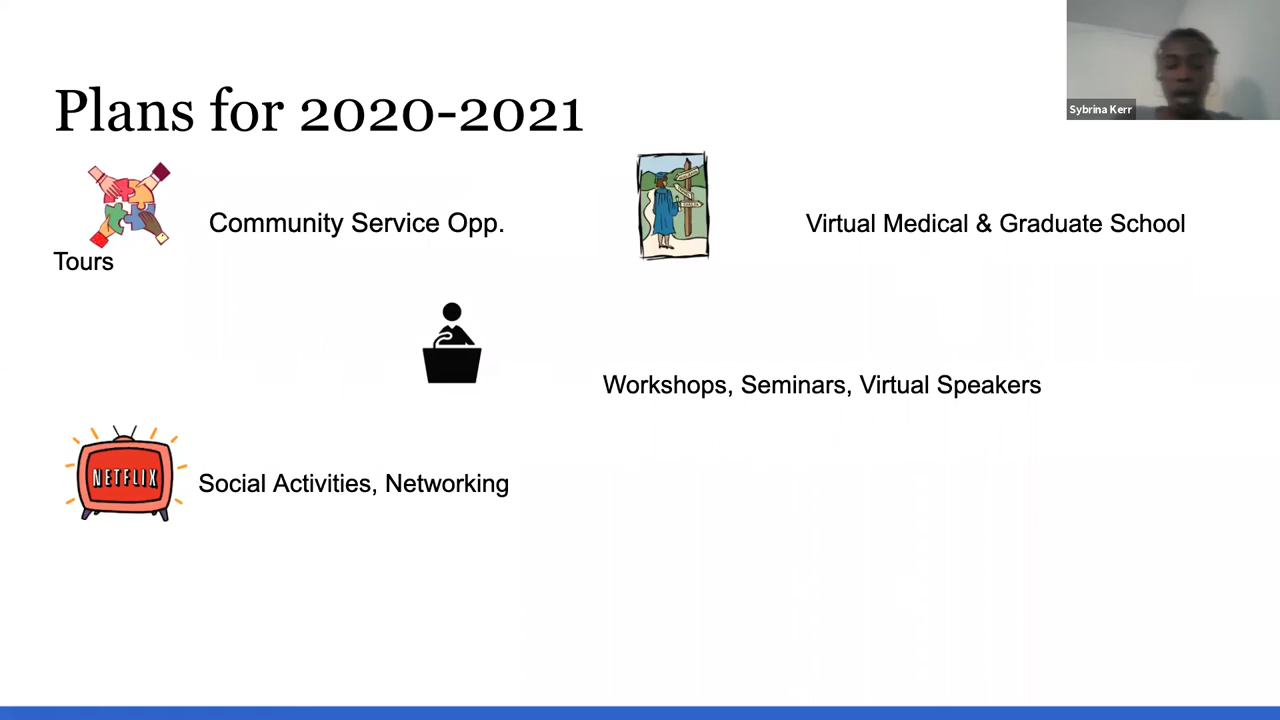 Plans for 2020-2021
Sybrina Kerr
Community Service Opp.
Virtual Medical & Graduate School
Tours
Workshops, Seminars, Virtual Speakers
NETFLIX
Social Activities, Networking